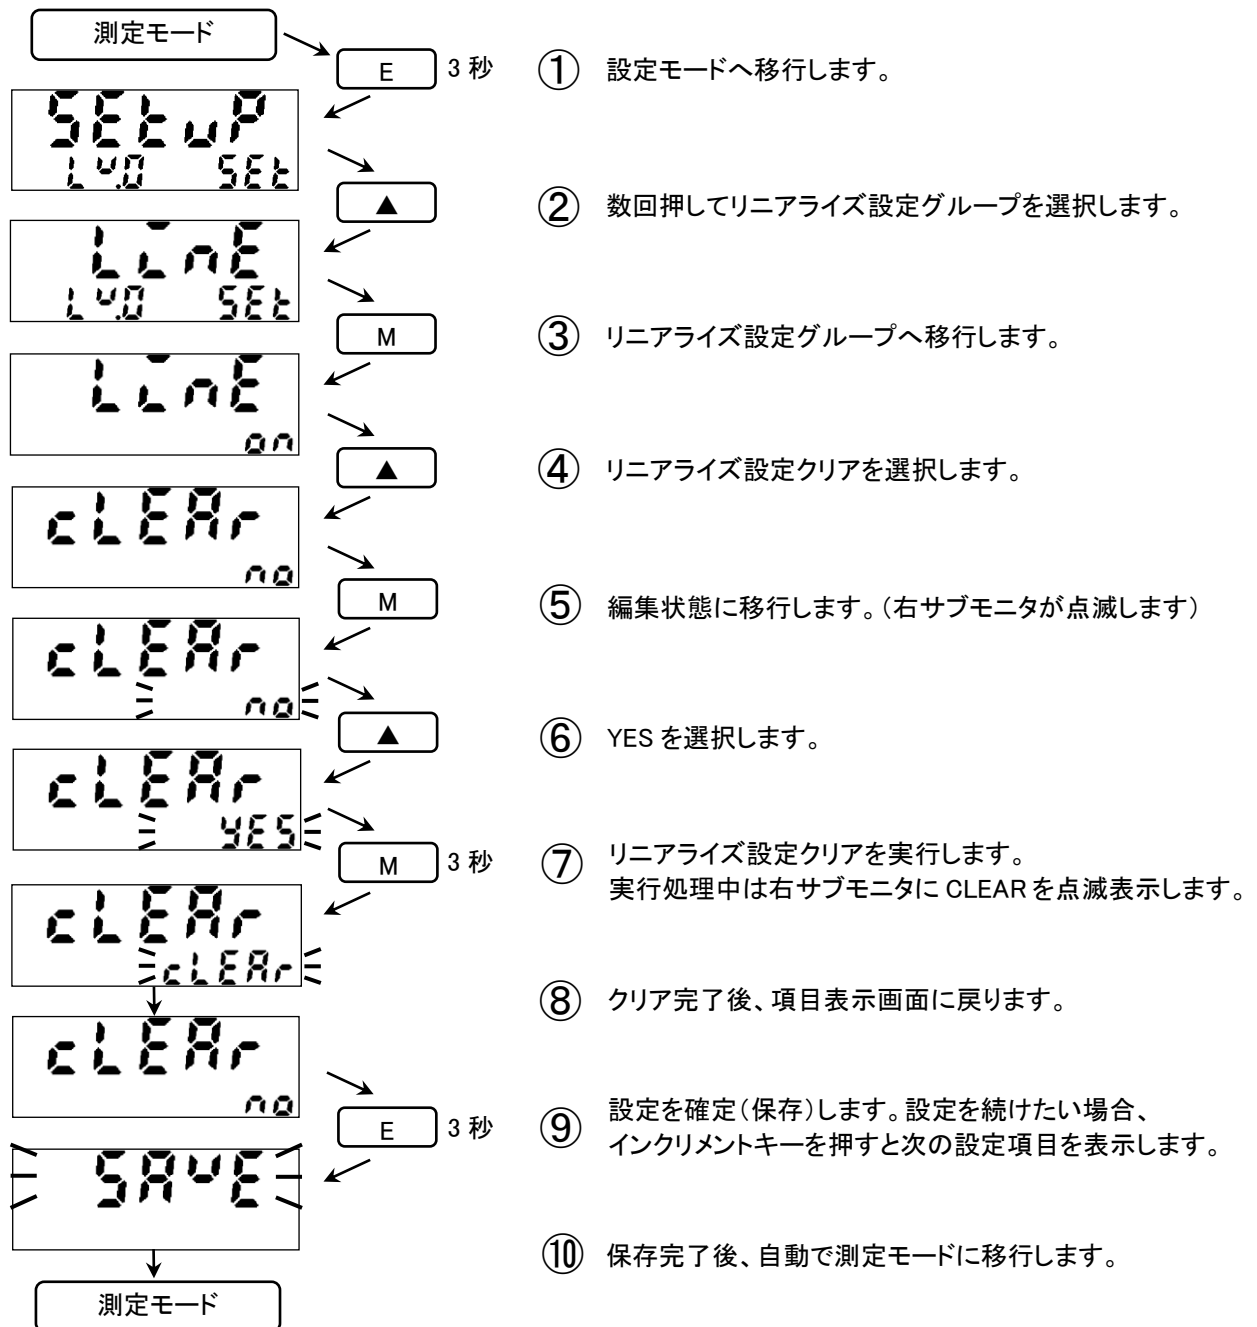 測定モード
E 3 秒 ① 設定モードへ移行します。
SEtuP
Lv.0 SEt
▲ ② 数回押してリニアライズ設定グループを選択します。
LinE
Lv.0 SEt
M ③ リニアライズ設定グループへ移行します。
LinE
on
▲ ④ リニアライズ設定クリアを選択します。
cLEAr
no
M ⑤ 編集状態に移行します。(右サブモニタが点滅します)
cLEAr
no
▲ ⑥ YES を選択します。
cLEAr
YES
M 3 秒 ⑦ リニアライズ設定クリアを実行します。
実行処理中は右サブモニタに CLEAR を点滅表示します。
cLEAr
cLEAr
⑧ クリア完了後、項目表示画面に戻ります。
cLEAr
no
E 3 秒 ⑨ 設定を確定(保存)します。設定を続けたい場合、
インクリメントキーを押すと次の設定項目を表示します。
SAvE
⑩ 保存完了後、自動で測定モードに移行します。
測定モード